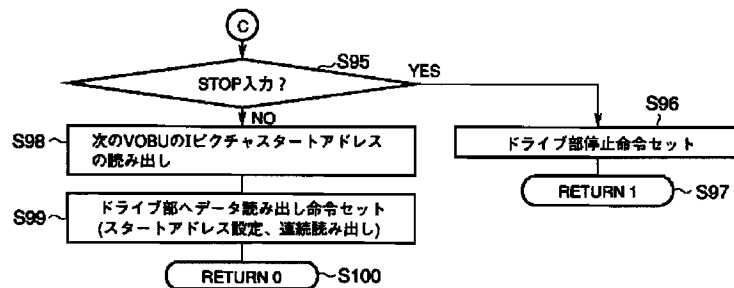 C
STOP入力？
S95
YES
NO
S96
ドライブ部停止命令セット
RETURN 1
S97
S98
次のVOBUのIピクチャスタートアドレス
の読み出し
S99
ドライブ部へデータ読み出し命令セット
(スタートアドレス設定、連続読み出し)
RETURN 0
S100